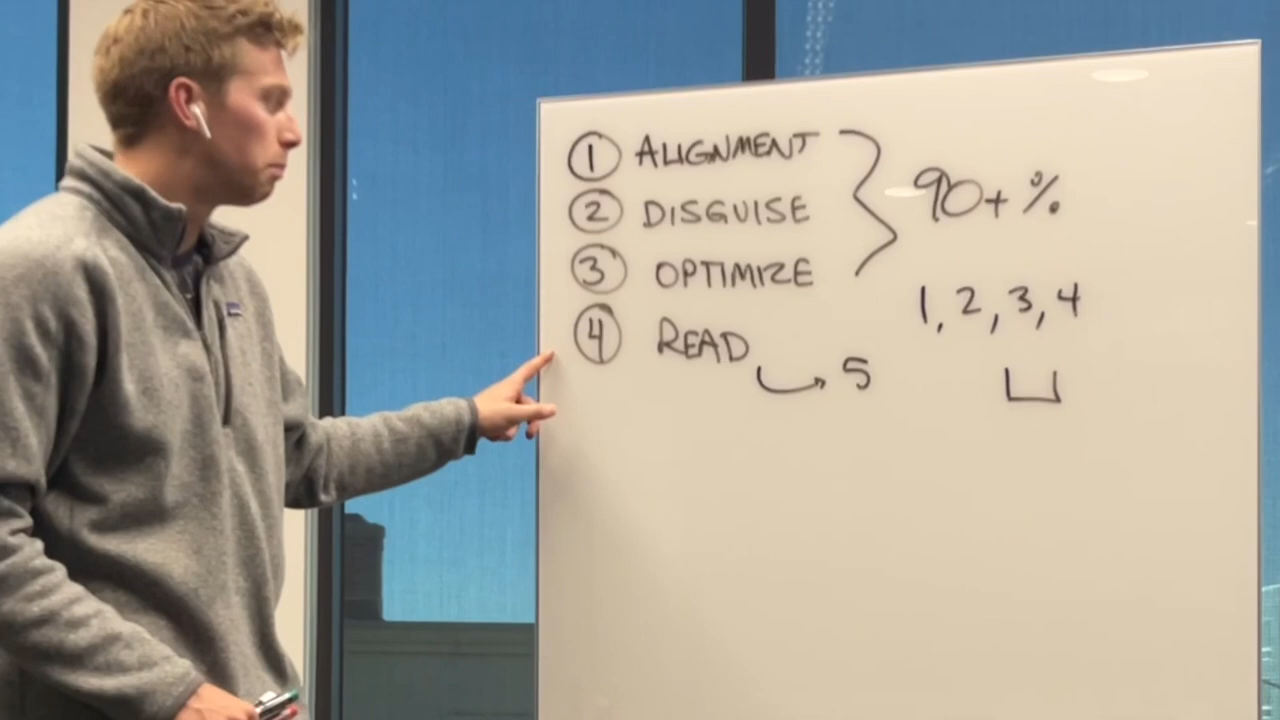 1 ALIGNMENT
2 DISGUISE
3 OPTIMIZE
4 READ
5
90+ %
1, 2, 3, 4